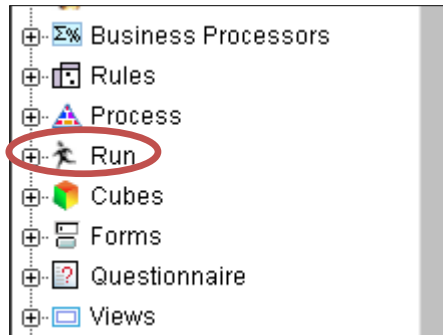 Business Processors
Rules
Process
Run
Cubes
Forms
Questionnaire
Views